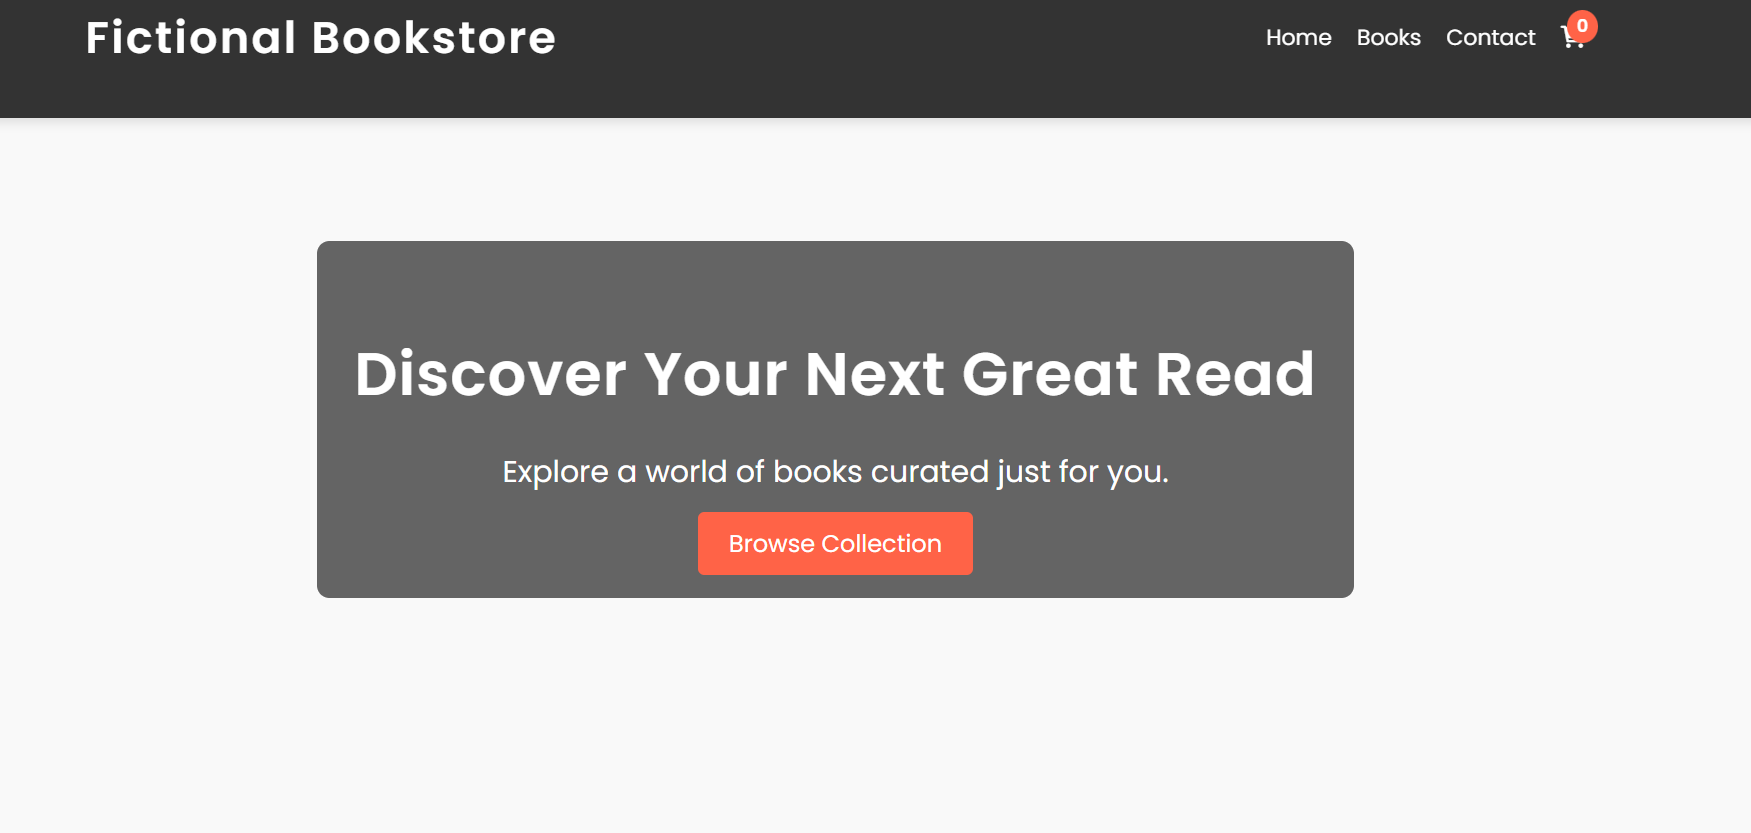 Fictional Bookstore
Home Books Contact 0
Discover Your Next Great Read
Explore a world of books curated just for you.
Browse Collection